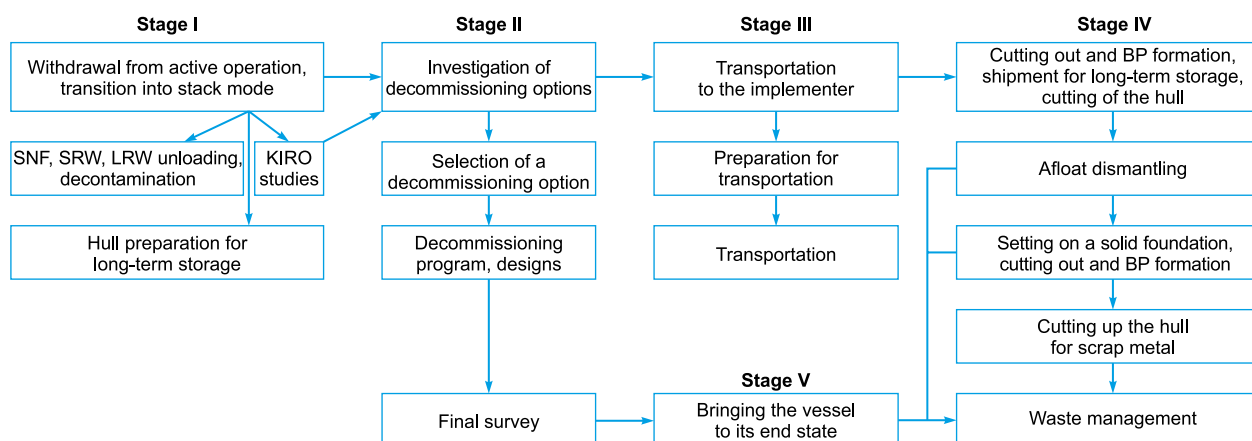 Stage I
Withdrawal from active operation,
transition into stack mode
SNF, SRW, LRW unloading,
decontamination
KIRO
studies
Hull preparation for
long-term storage
Stage II
Investigation of
decommissioning options
Selection of a
decommissioning option
Decommissioning
program, designs
Final survey
Stage III
Transportation
to the implementer
Preparation for
transportation
Transportation
Stage V
Bringing the vessel
to its end state
Stage IV
Cutting out and BP formation,
shipment for long-term storage,
cutting of the hull
Afloat dismantling
Setting on a solid foundation,
cutting out and BP formation
Cutting up the hull
for scrap metal
Waste management